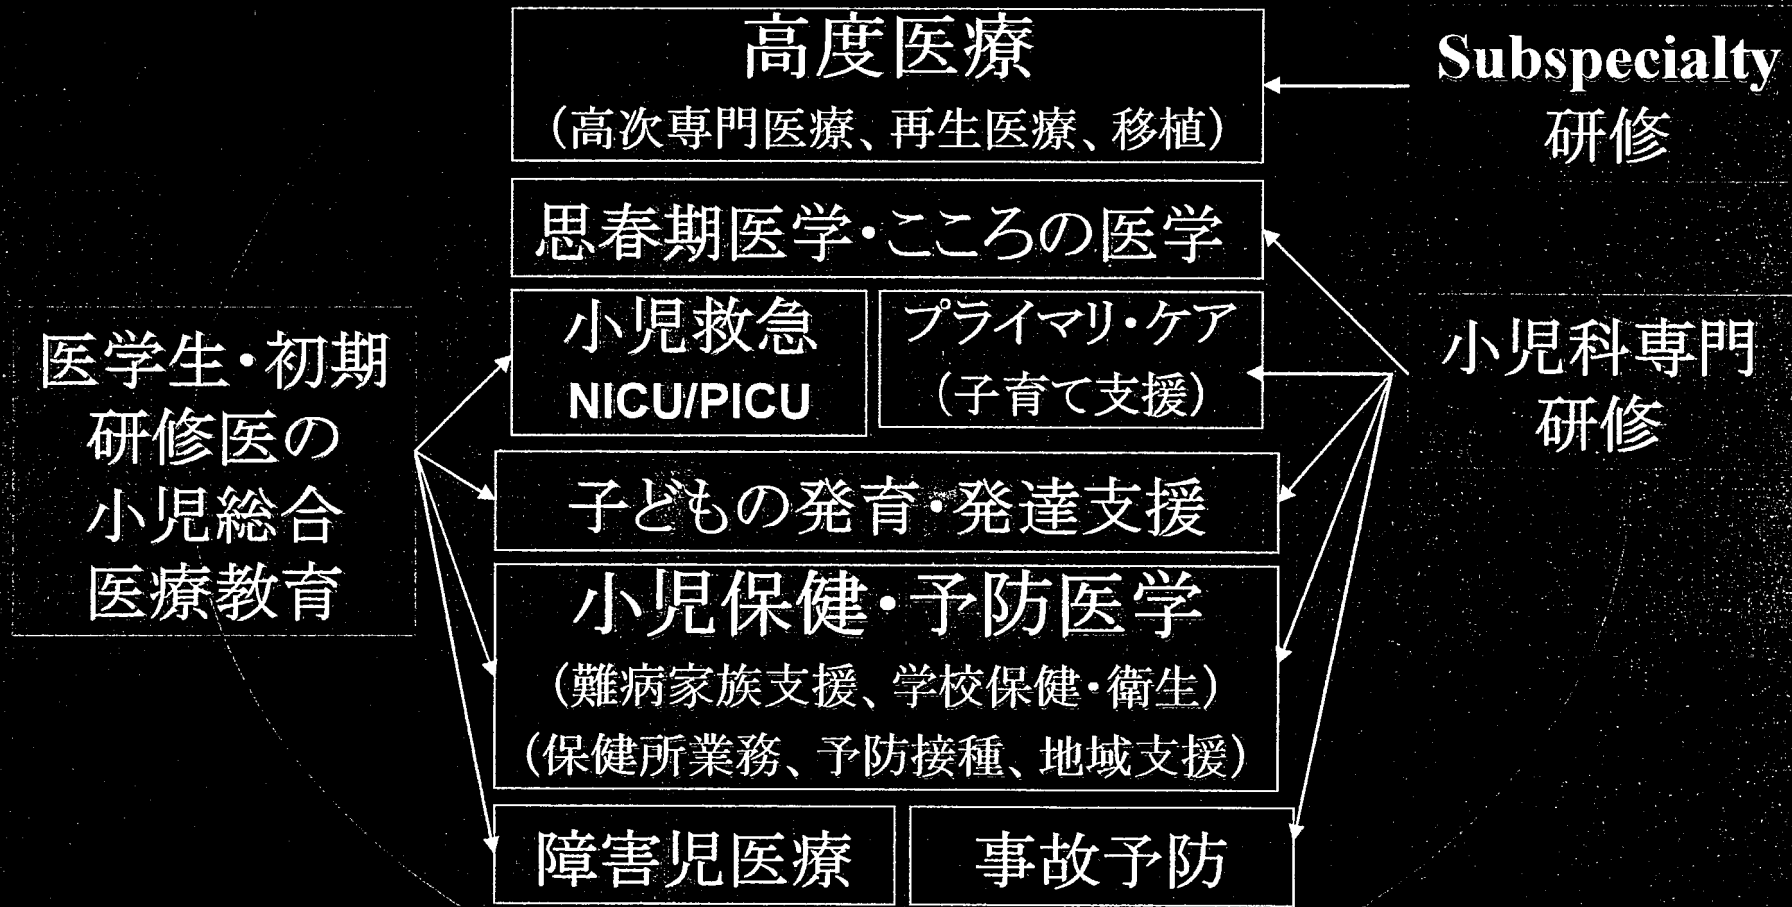 高度医療
（高次専門医療、再生医療、移植）
Subspecialty
研修
思春期医学・こころの医学
医学生・初期
研修医の
小児総合
医療教育
小児救急
NICU/PICU
プライマリ・ケア
（子育て支援）
小児科専門
研修
子どもの発育・発達支援
小児保健・予防医学
（難病家族支援、学校保健・衛生）
（保健所業務、予防接種、地域支援）
障害児医療
事故予防